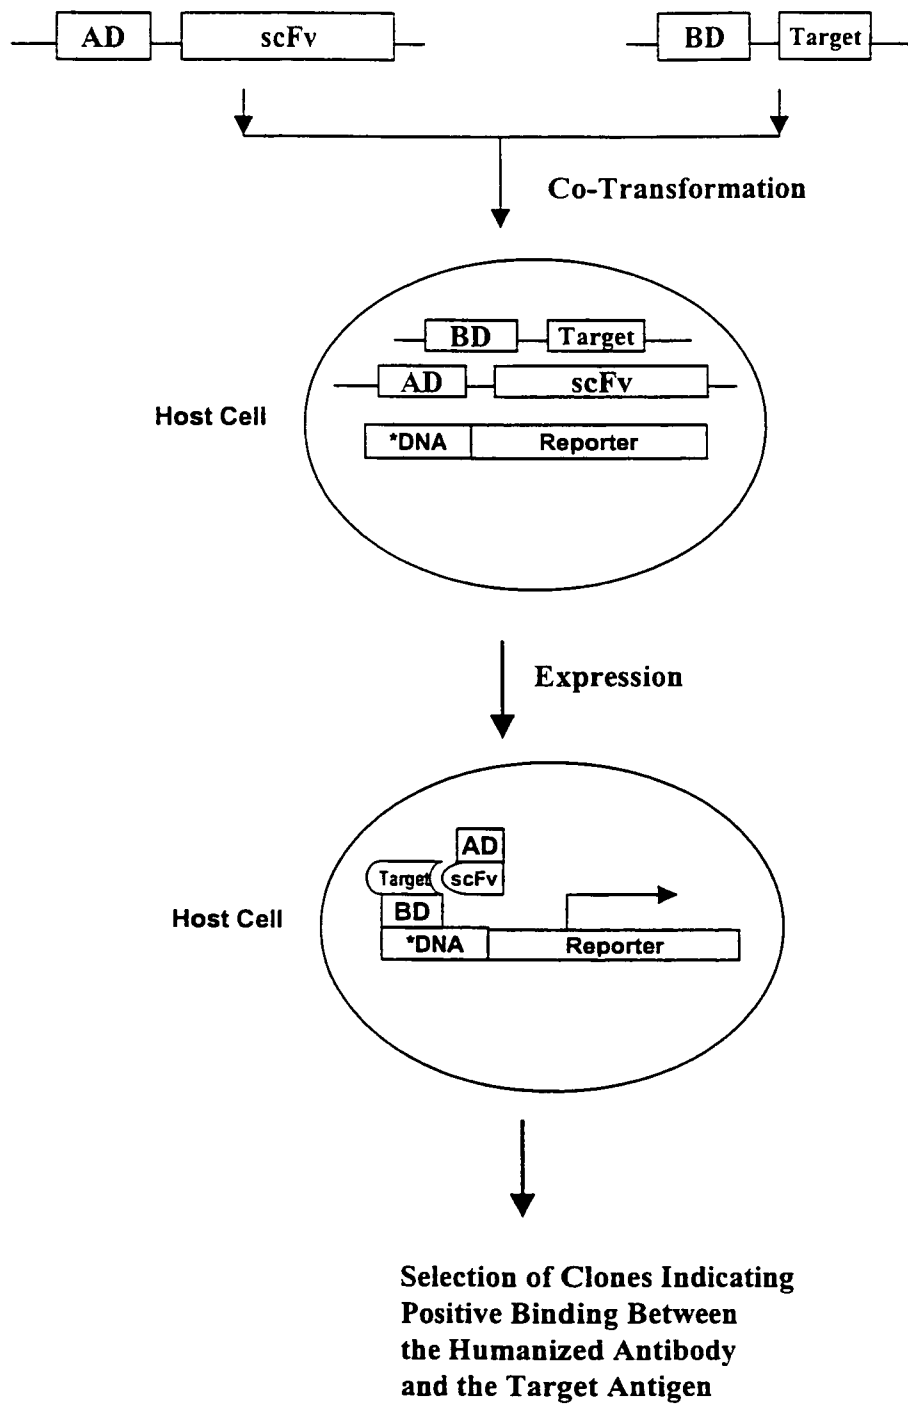 AD scFv BD Target
Co-Transformation
BD Target
AD scFv
Host Cell
*DNA Reporter
Expression
AD
Target scFv
BD
Host Cell
*DNA Reporter
Selection of Clones Indicating
Positive Binding Between
the Humanized Antibody
and the Target Antigen